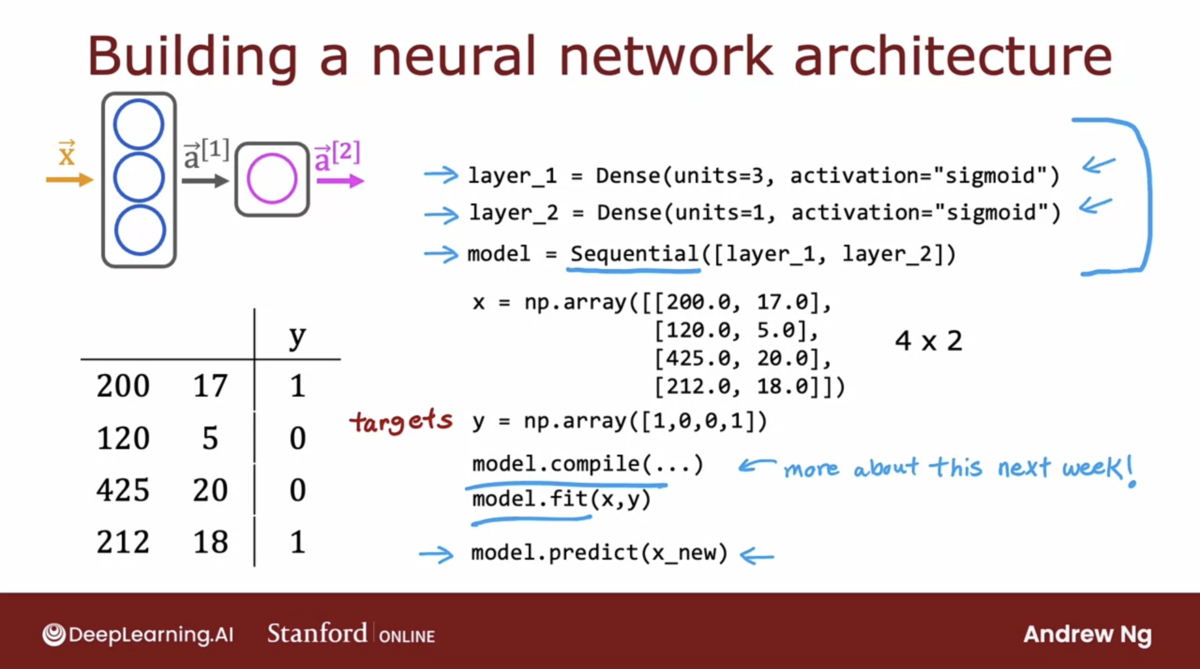 Building a neural network architecture
x⃗
a⃗[1]
a⃗[2]
→ layer_1 = Dense(units=3, activation="sigmoid") ←
→ layer_2 = Dense(units=1, activation="sigmoid") ←
→ model = Sequential([layer_1, layer_2])
x = np.array([[200.0, 17.0],
[120.0, 5.0],
[425.0, 20.0],
[212.0, 18.0]])
4 x 2
targets y = np.array([1,0,0,1])
model.compile(...) ← more about this next week!
model.fit(x,y)
→ model.predict(x_new) ←
y
200 17 1
120 5 0
425 20 0
212 18 1
DeepLearning.AI Stanford | ONLINE Andrew Ng